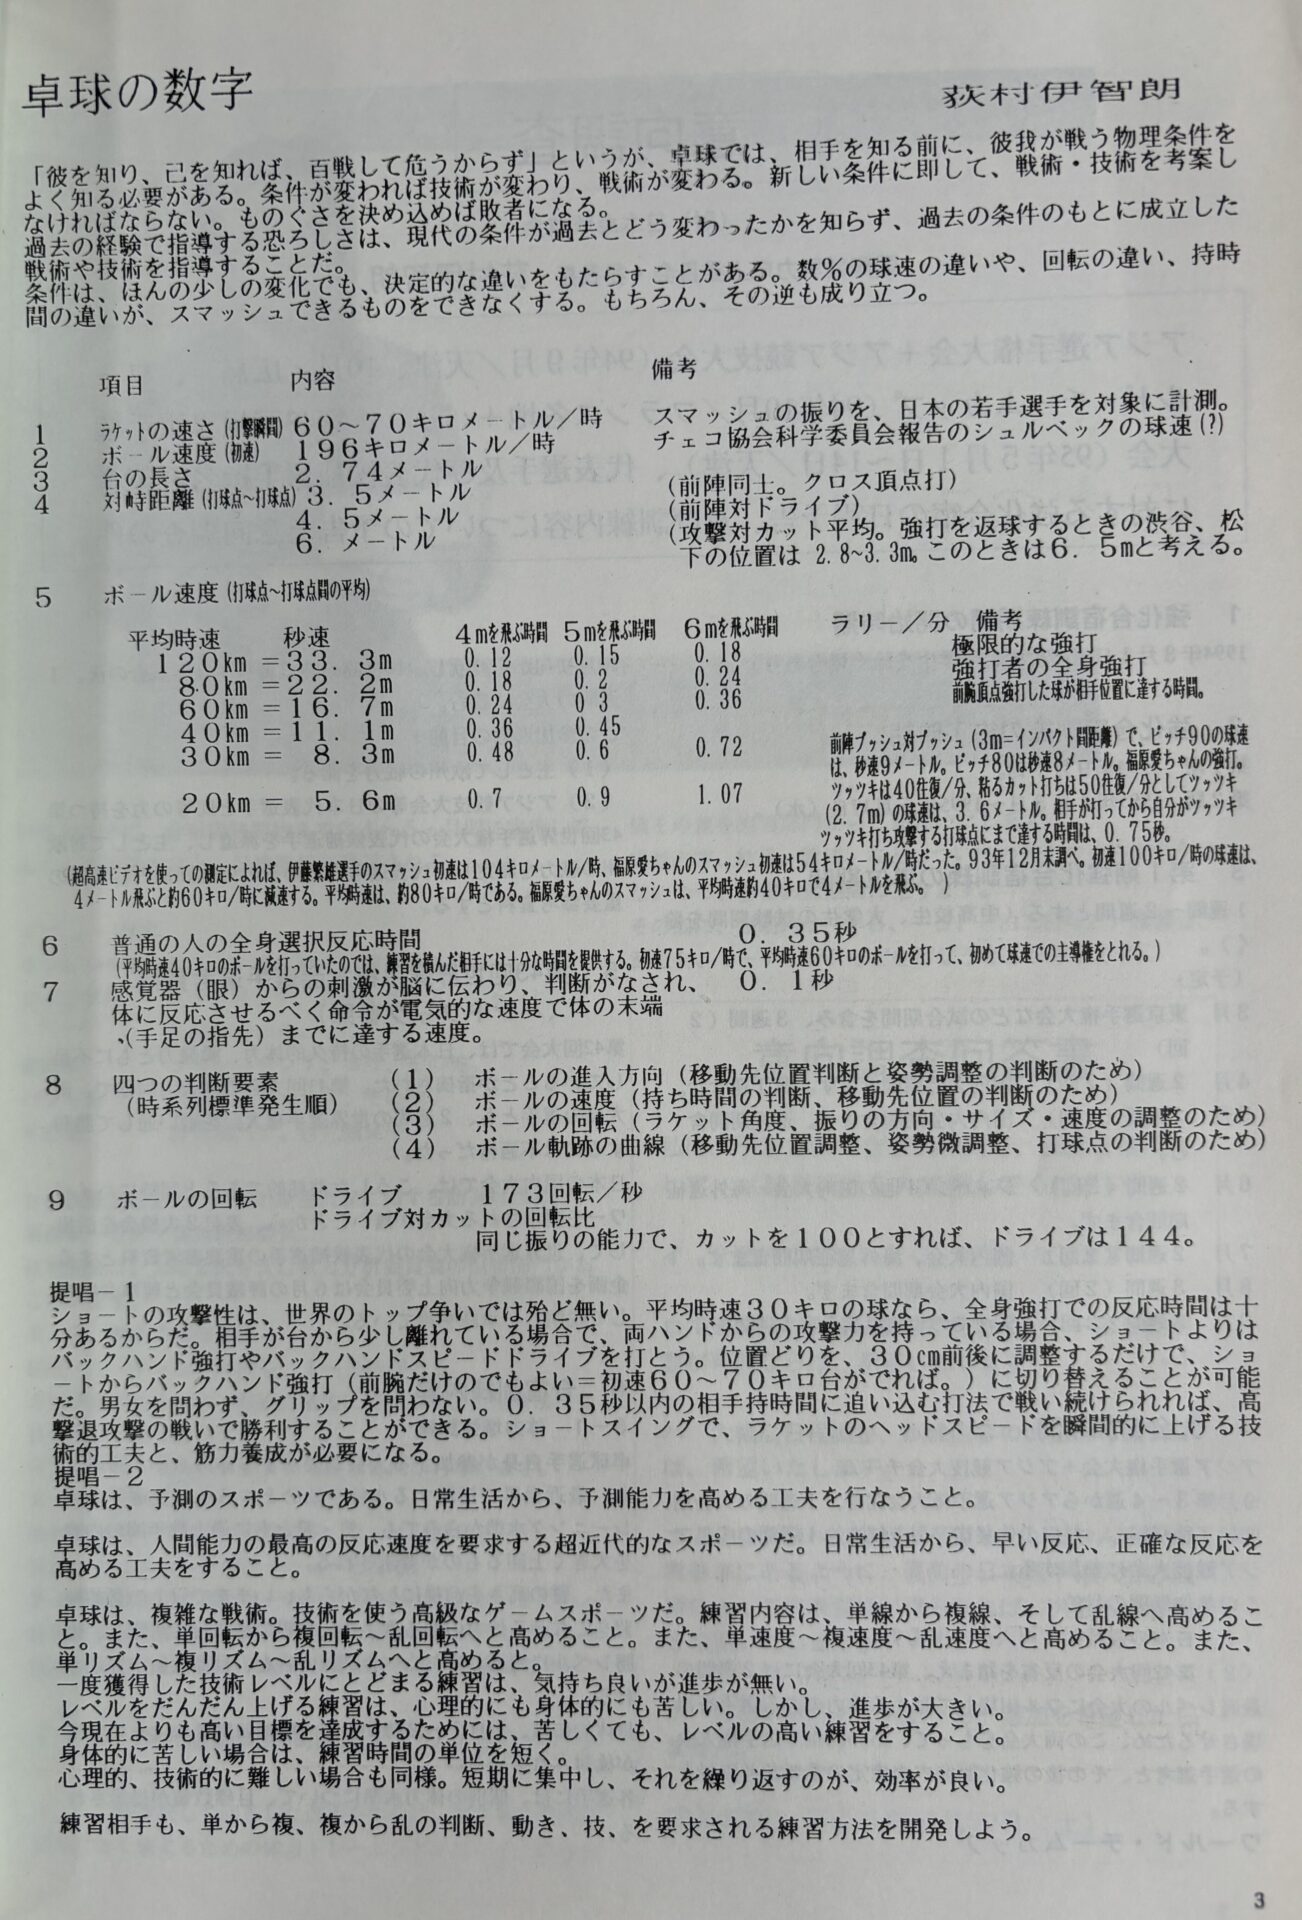 卓球の数字
荻村伊智朗
「彼を知り、己を知れば、百戦して危うからず」というが、卓球では、相手を知る前に、彼我が戦う物理条件を
よく知る必要がある。条件が変われば技術が変わり、戦術が変わる。新しい条件に即して、戦術・技術を考案し
なければならない。ものぐさを決め込めば敗者になる。
過去の経験で指導する恐ろしさは、現代の条件が過去とどう変わったかを知らず、過去の条件のもとに成立した
戦術や技術を指導することだ。
条件は、ほんの少しの変化でも、決定的な違いをもたらすことがある。数%の球速の違いや、回転の違い、持時
間の違いが、スマッシュできるものをできなくする。もちろん、その逆も成り立つ。
項目 内容 備考
1 ラケットの速さ(打撃瞬間) 60~70キロメートル/時 スマッシュの振りを、日本の若手選手を対象に計測。
2 ボール速度(初速) 196キロメートル/時 チェコ協会科学委員会報告のシュルベックの球速(?)
3 台の長さ 2.74メートル
4 対峙距離(打球点~打球点) 3.5メートル (前陣同士。クロス頂点打)
4.5メートル (前陣対ドライブ)
6.メートル (攻撃対カット平均。強打を返球するときの渋谷、松
下の位置は 2.8~3.3m。このときは6.5mと考える。
5 ボール速度(打球点~打球点間の平均)
平均時速 秒速 4mを飛ぶ時間 5mを飛ぶ時間 6mを飛ぶ時間 ラリー/分 備考
120km=33.3m 0.12 0.15 0.18 極限的な強打
80km=22.2m 0.18 0.2 0.24 強打者の全身強打
60km=16.7m 0.24 0 3 0.36 前腕頂点強打した球が相手位置に達する時間。
40km=11.1m 0.36 0.45
30km= 8.3m 0.48 0.6 0.72 前陣プッシュ対プッシュ(3m=インパクト間距離)で、ピッチ90の球速
は、秒速9メートル。ピッチ80は秒速8メートル。福原愛ちゃんの強打。
20km= 5.6m 0.7 0.9 1.07 ツッツキは40往復/分、粘るカット打ちは50往復/分としてツッツキ
(2.7m)の球速は、3.6メートル。相手が打ってから自分がツッツキ
ツッツキ打ち攻撃する打球点にまで達する時間は、0.75秒。
(超高速ビデオを使っての測定によれば、伊藤繁雄選手のスマッシュ初速は104キロメートル/時、福原愛ちゃんのスマッシュ初速は54キロメートル/時だった。93年12月末調べ。初速100キロ/時の球速は、
4メートル飛ぶと約60キロ/時に減速する。平均時速は、約80キロ/時である。福原愛ちゃんのスマッシュは、平均時速約40キロで4メートルを飛ぶ。 )
6 普通の人の全身選択反応時間 0.35秒
(平均時速40キロのボールを打っていたのでは、練習を積んだ相手には十分な時間を提供する。初速75キロ/時で、平均時速60キロのボールを打って、初めて球速での主導権をとれる。)
7 感覚器(眼)からの刺激が脳に伝わり、判断がなされ、 0.1秒
体に反応させるべく命令が電気的な速度で体の末端
(手足の指先)までに達する速度。
8 四つの判断要素 (1) ボールの進入方向(移動先位置判断と姿勢調整の判断のため)
(時系列標準発生順) (2) ボールの速度(持ち時間の判断、移動先位置の判断のため)
(3) ボールの回転(ラケット角度、振りの方向・サイズ・速度の調整のため)
(4) ボール軌跡の曲線(移動先位置調整、姿勢微調整、打球点の判断のため)
9 ボールの回転 ドライブ 173回転/秒
ドライブ対カットの回転比
同じ振りの能力で、カットを100とすれば、ドライブは144。
提唱-1
ショートの攻撃性は、世界のトップ争いでは殆ど無い。平均時速30キロの球なら、全身強打での反応時間は十
分あるからだ。相手が台から少し離れている場合で、両ハンドからの攻撃力を持っている場合、ショートよりは
バックハンド強打やバックハンドスピードドライブを打とう。位置どりを、30cm前後に調整するだけで、ショ
ートからバックハンド強打(前腕だけのでもよい=初速60~70キロ台がでれば。)に切り替えることが可能
だ。男女を問わず、グリップを問わない。0.35秒以内の相手持時間に追い込む打法で戦い続けられれば、高
撃退攻撃の戦いで勝利することができる。ショートスイングで、ラケットのヘッドスピードを瞬間的に上げる技
術的工夫と、筋力養成が必要になる。
提唱-2
卓球は、予測のスポーツである。日常生活から、予測能力を高める工夫を行なうこと。
卓球は、人間能力の最高の反応速度を要求する超近代的なスポーツだ。日常生活から、早い反応、正確な反応を
高める工夫をすること。
卓球は、複雑な戦術。技術を使う高級なゲームスポーツだ。練習内容は、単線から複線、そして乱線へ高めるこ
と。また、単回転から複回転~乱回転へと高めること。また、単速度~複速度~乱速度へと高めること。また、
単リズム~複リズム~乱リズムへと高めると。
一度獲得した技術レベルにとどまる練習は、気持ち良いが進歩が無い。
レベルをだんだん上げる練習は、心理的にも身体的にも苦しい。しかし、進歩が大きい。
今現在よりも高い目標を達成するためには、苦しくても、レベルの高い練習をすること。
身体的に苦しい場合は、練習時間の単位を短く。
心理的、技術的に難しい場合も同様。短期に集中し、それを繰り返すのが、効率が良い。
練習相手も、単から複、複から乱の判断、動き、技、を要求される練習方法を開発しよう。
3